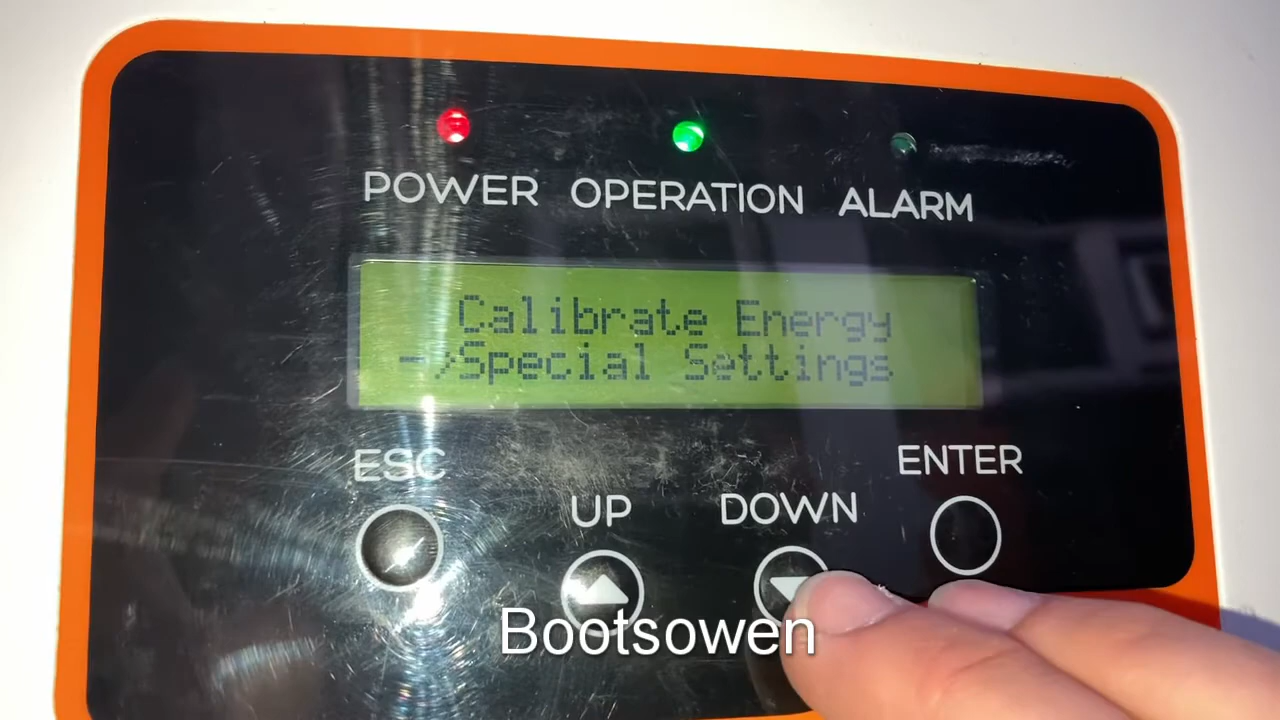 POWER OPERATION ALARM
Calibrate Energy
->Special Settings
ESC UP DOWN ENTER
Bootsowen